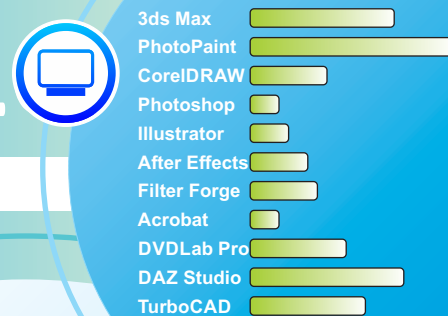 3ds Max
PhotoPaint
CorelDRAW
Photoshop
Illustrator
After Effects
Filter Forge
Acrobat
DVDLab Pro
DAZ Studio
TurboCAD